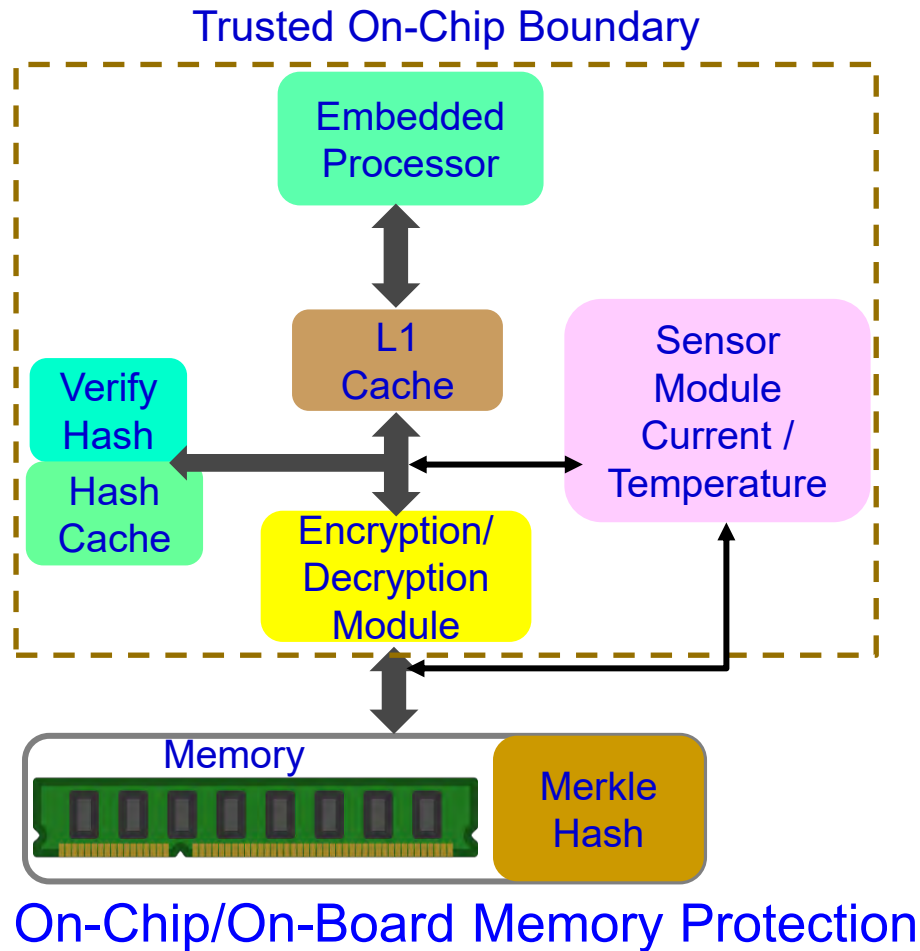 Trusted On-Chip Boundary
Embedded
Processor
L1
Cache
Sensor
Module
Current /
Temperature
Verify
Hash
Hash
Cache
Encryption/
Decryption
Module
Memory
Merkle
Hash
On-Chip/On-Board Memory Protection